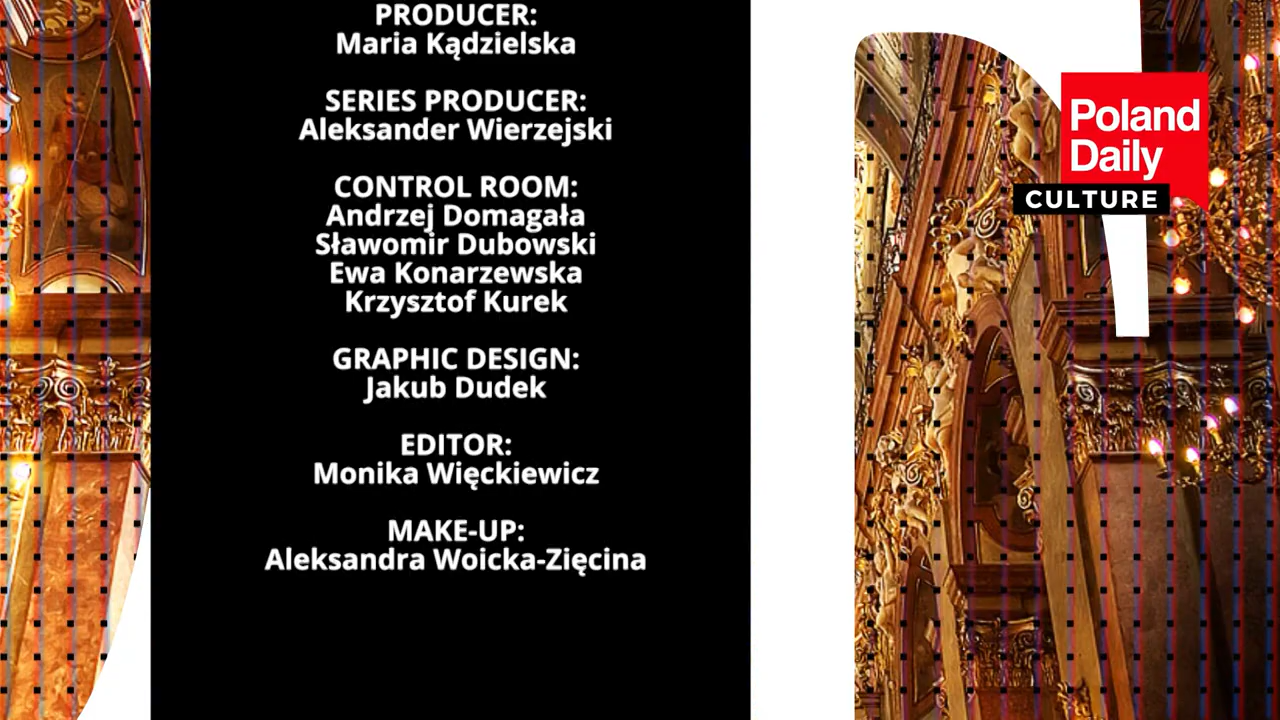 PRODUCER:
Maria Kądzielska
SERIES PRODUCER:
Aleksander Wierzejski
CONTROL ROOM:
Andrzej Domagała
Sławomir Dubowski
Ewa Konarzewska
Krzysztof Kurek
GRAPHIC DESIGN:
Jakub Dudek
EDITOR:
Monika Więckiewicz
MAKE-UP:
Aleksandra Woicka-Zięcina
Poland
Daily
CULTURE